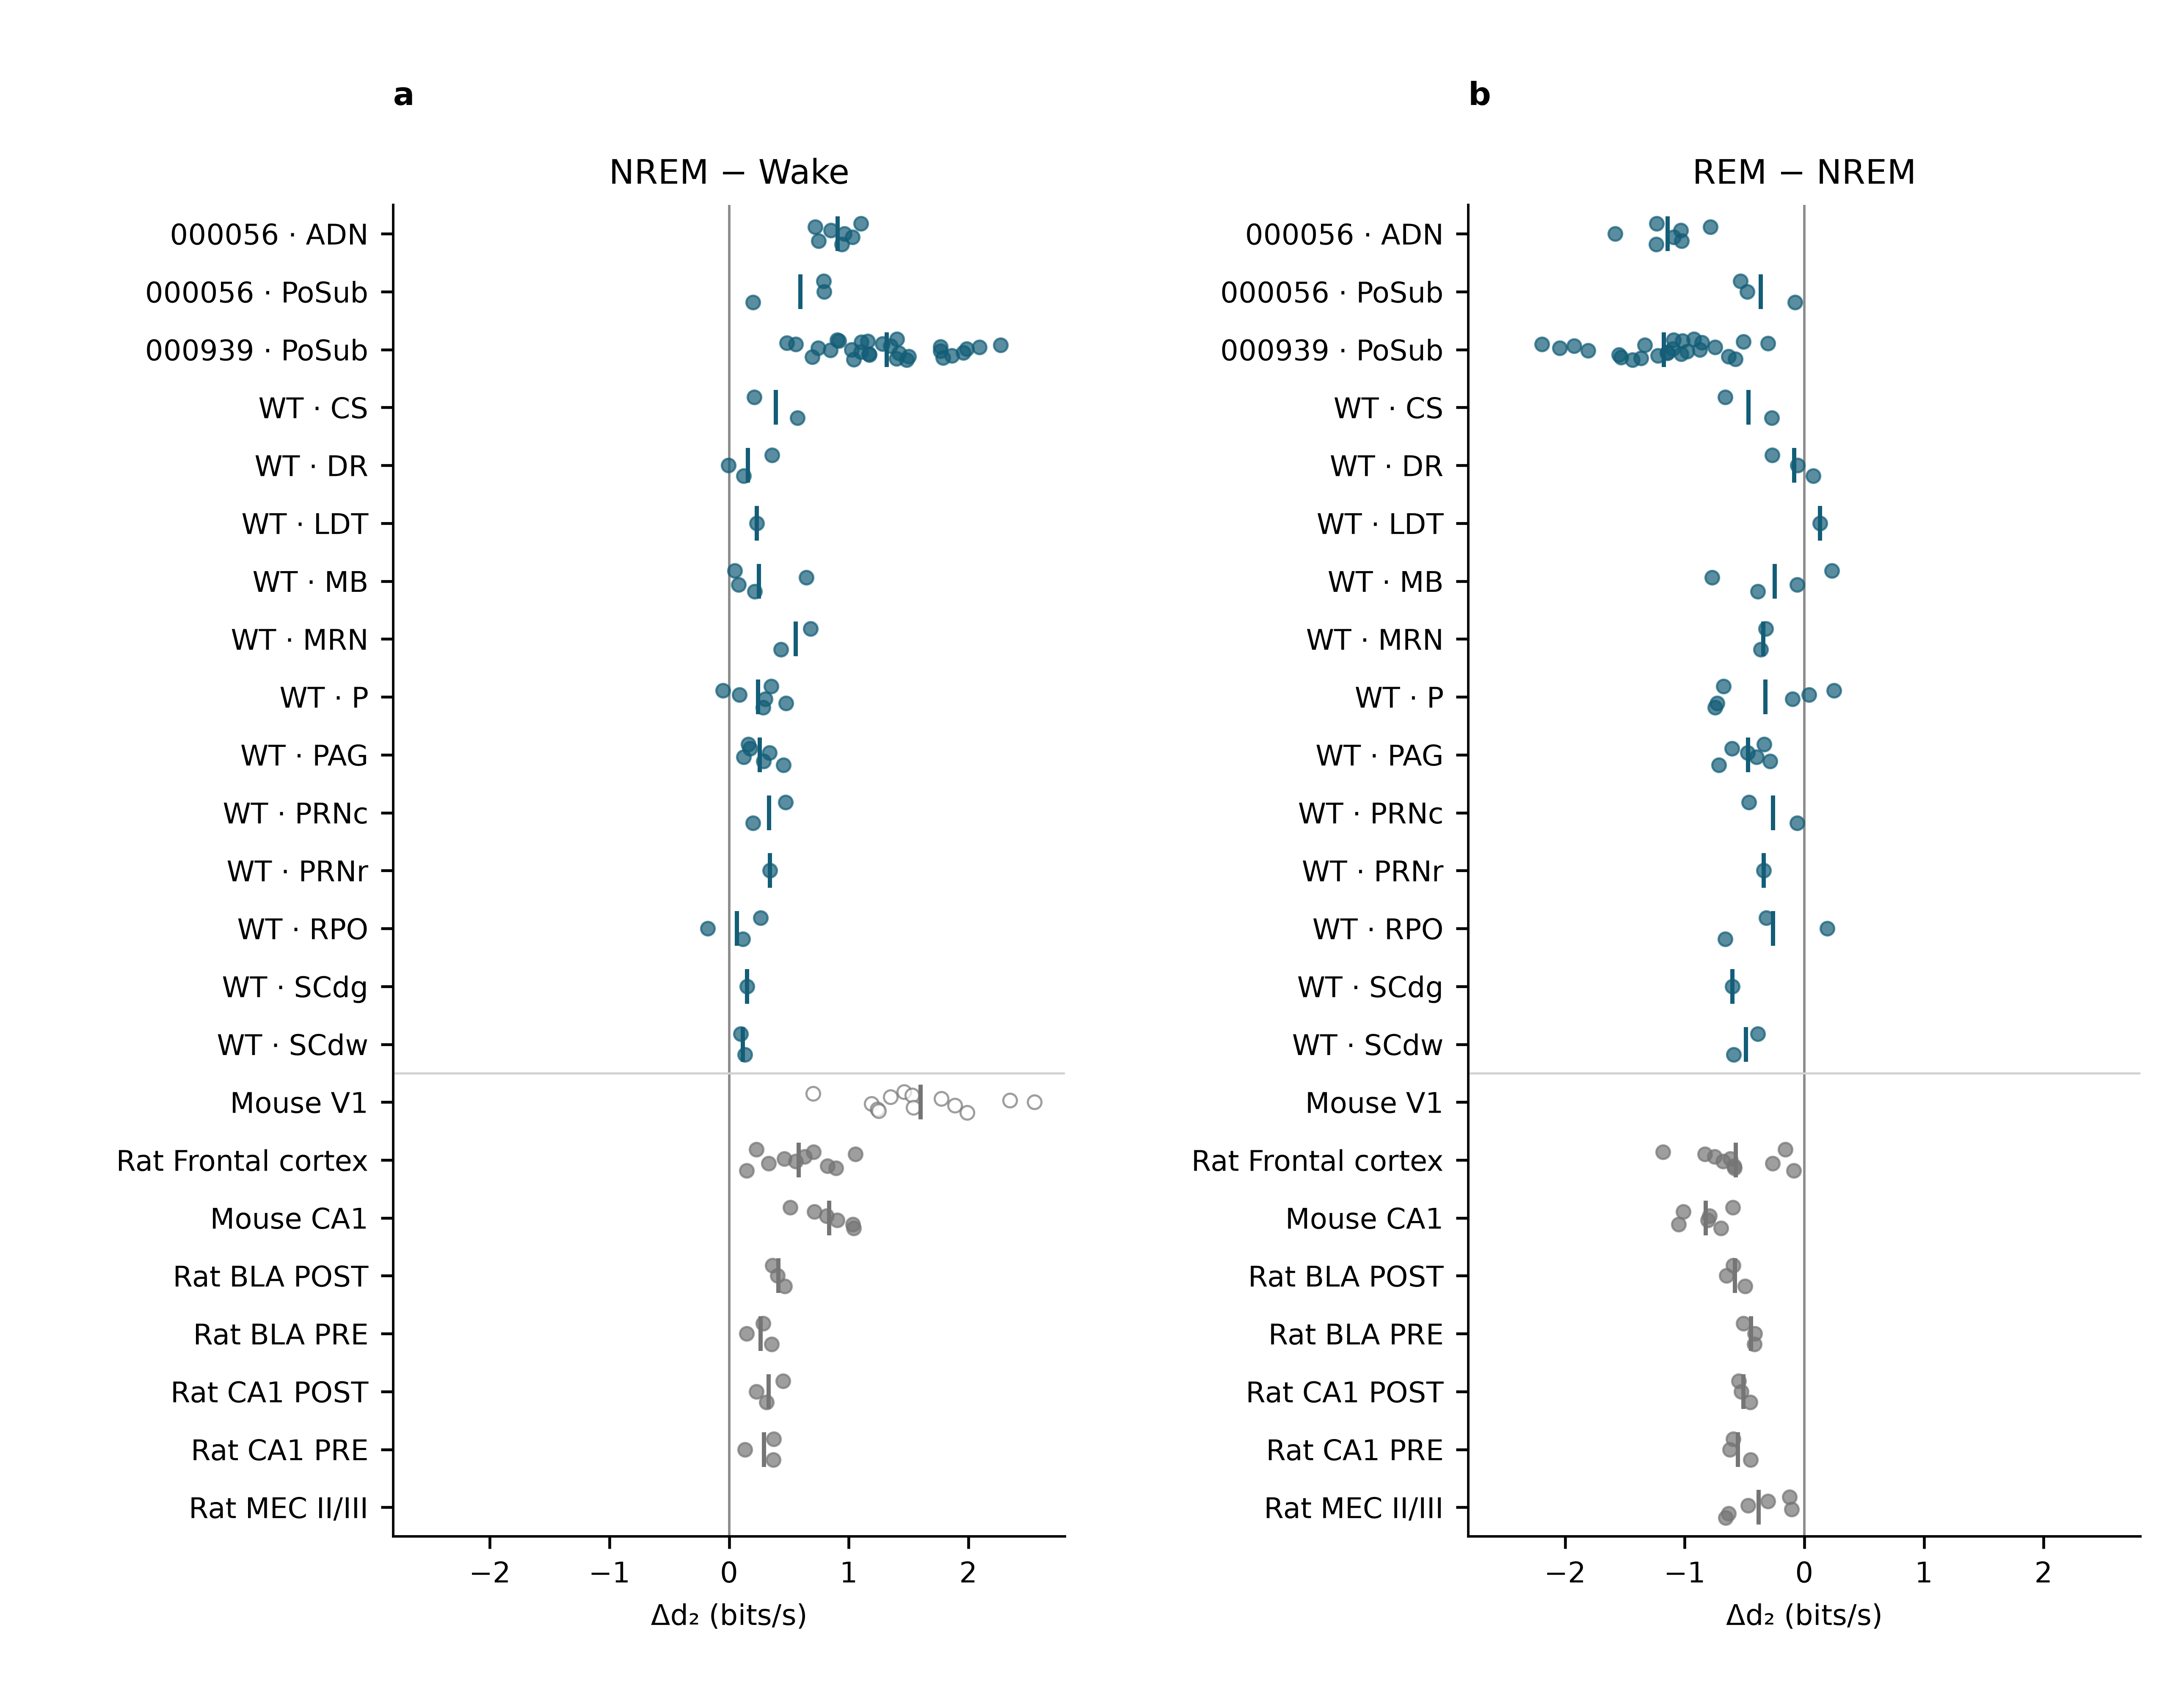 a
NREM − Wake
000056 · ADN
000056 · PoSub
000939 · PoSub
WT · CS
WT · DR
WT · LDT
WT · MB
WT · MRN
WT · P
WT · PAG
WT · PRNc
WT · PRNr
WT · RPO
WT · SCdg
WT · SCdw
Mouse V1
Rat Frontal cortex
Mouse CA1
Rat BLA POST
Rat BLA PRE
Rat CA1 POST
Rat CA1 PRE
Rat MEC II/III
−2 −1 0 1 2
Δd₂ (bits/s)
b
REM − NREM
000056 · ADN
000056 · PoSub
000939 · PoSub
WT · CS
WT · DR
WT · LDT
WT · MB
WT · MRN
WT · P
WT · PAG
WT · PRNc
WT · PRNr
WT · RPO
WT · SCdg
WT · SCdw
Mouse V1
Rat Frontal cortex
Mouse CA1
Rat BLA POST
Rat BLA PRE
Rat CA1 POST
Rat CA1 PRE
Rat MEC II/III
−2 −1 0 1 2
Δd₂ (bits/s)